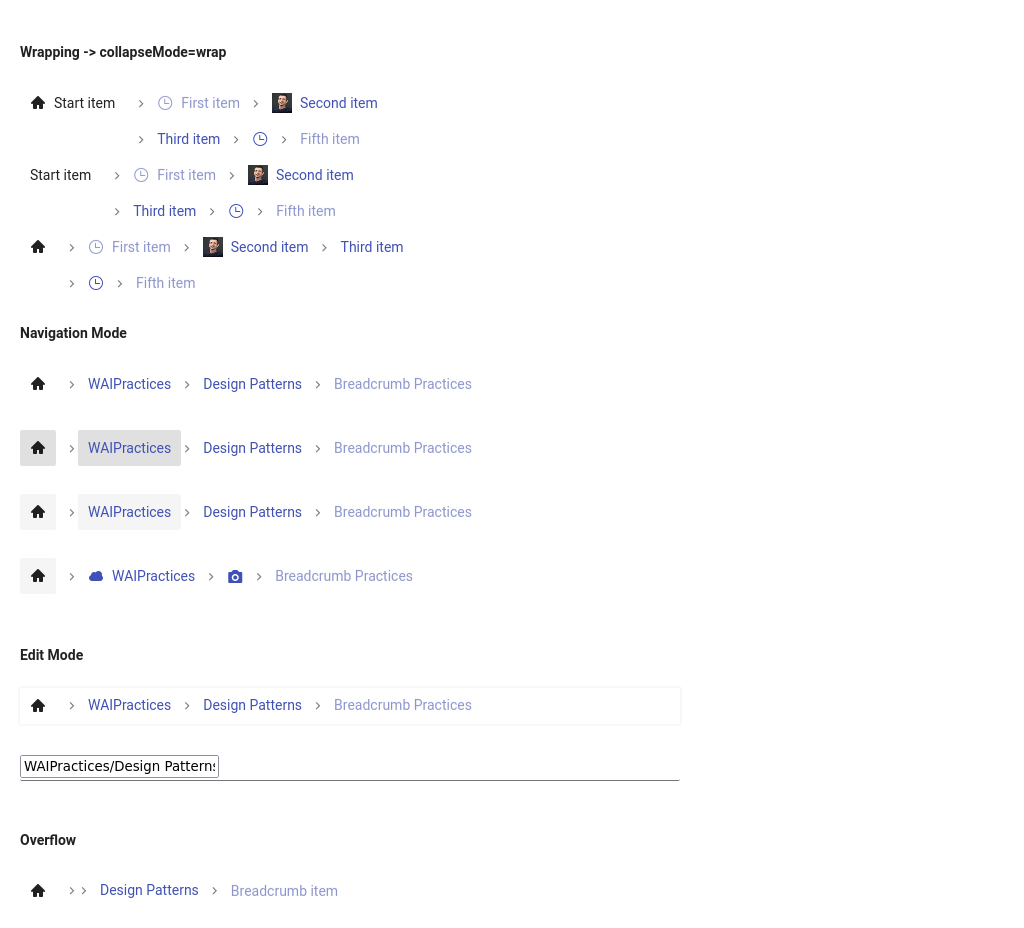 Wrapping -> collapseMode=wrap
Start item First item Second item
Third item Fifth item
Start item First item Second item
Third item Fifth item
First item Second item Third item
Fifth item
Navigation Mode
WAIPractices Design Patterns Breadcrumb Practices
WAIPractices Design Patterns Breadcrumb Practices
WAIPractices Design Patterns Breadcrumb Practices
WAIPractices Breadcrumb Practices
Edit Mode
WAIPractices Design Patterns Breadcrumb Practices
WAIPractices/Design Patterns
Overflow
Design Patterns Breadcrumb item